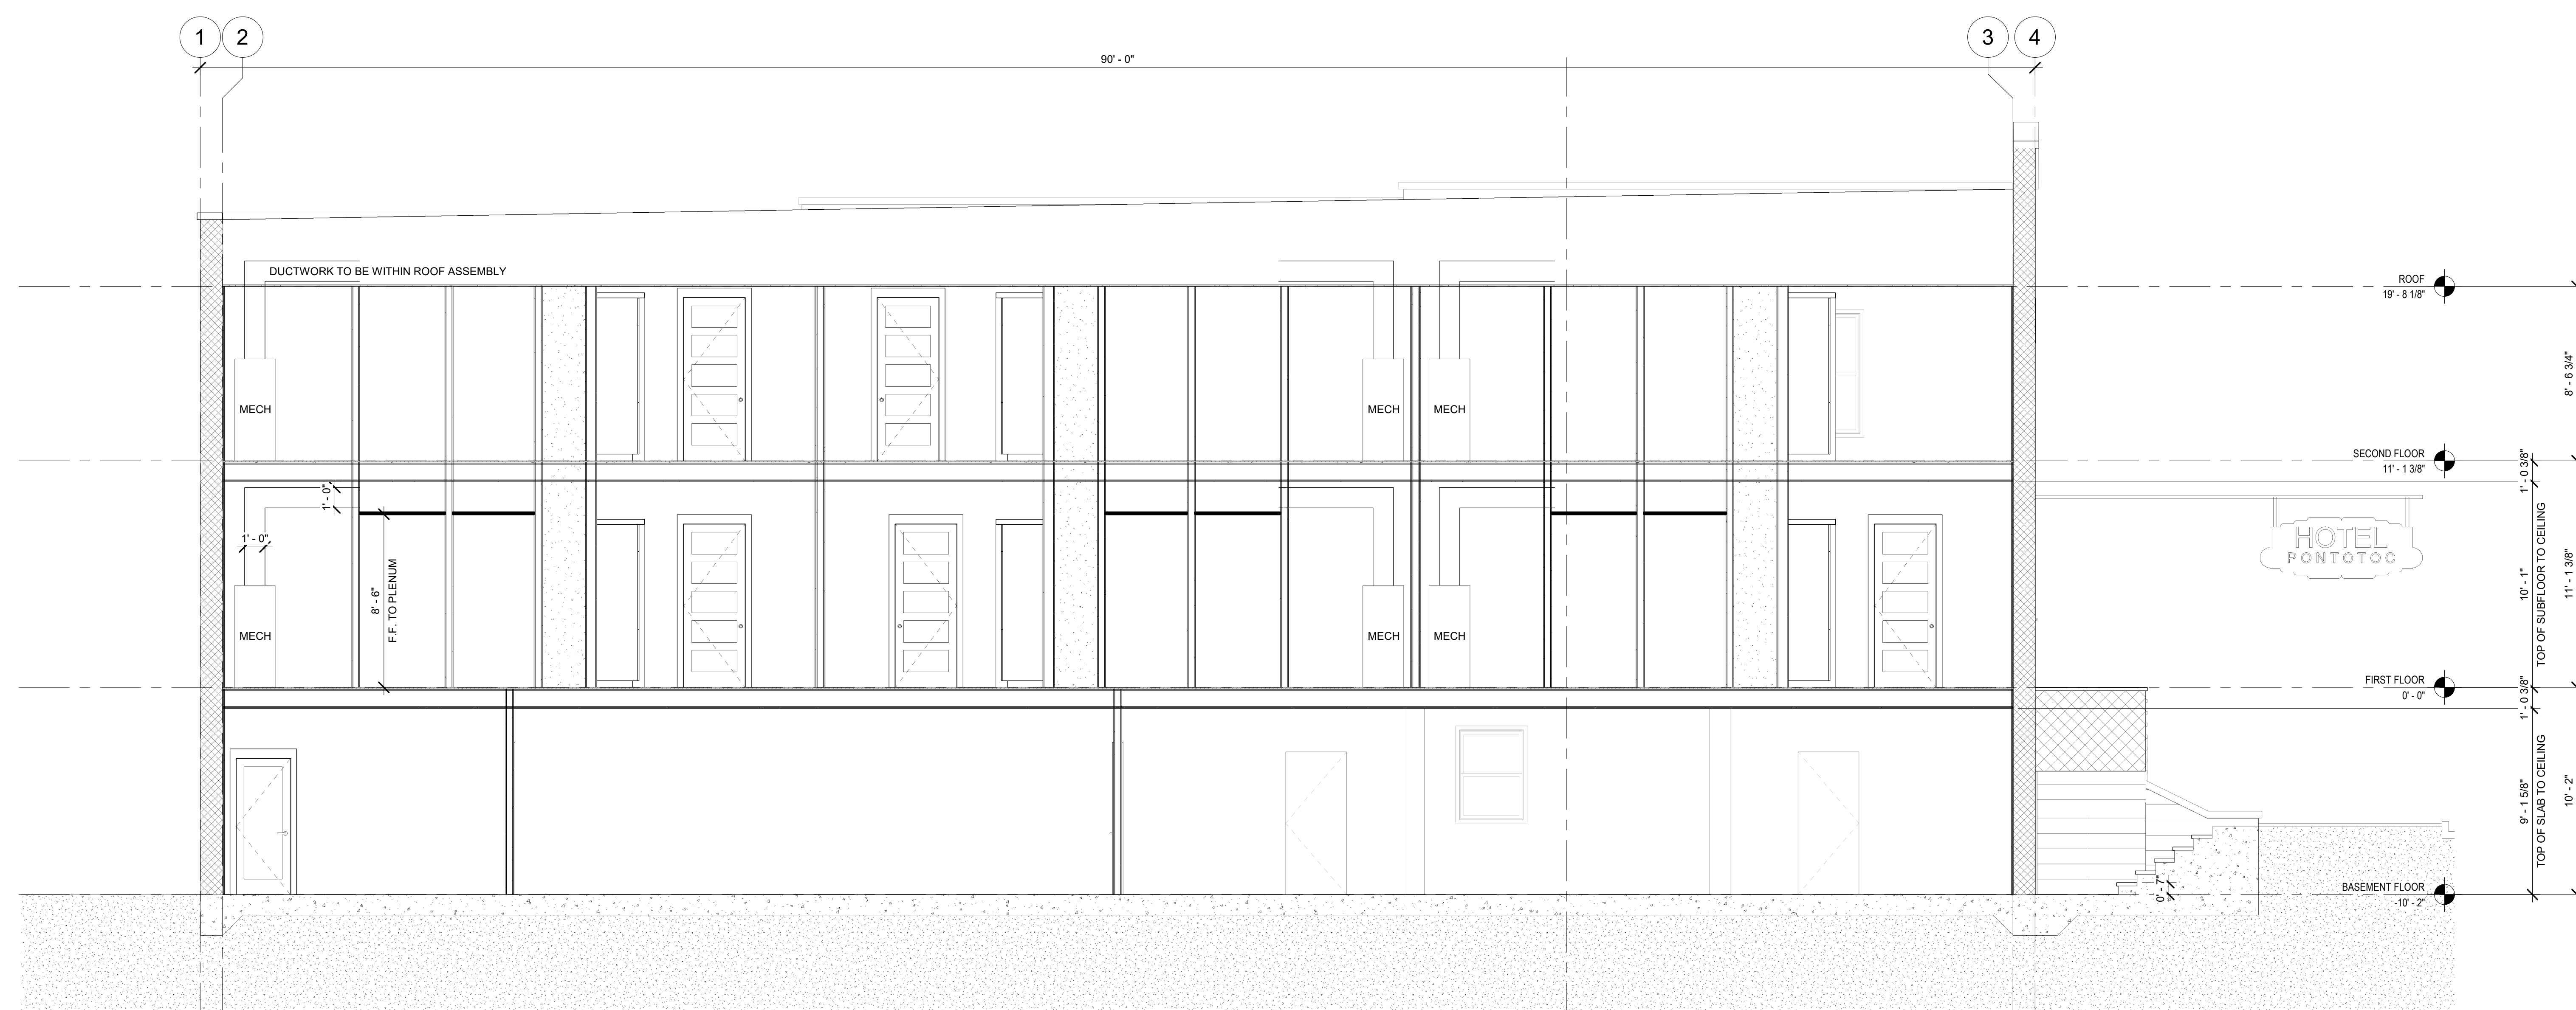 1
2
3
4
90' - 0"
DUCTWORK TO BE WITHIN ROOF ASSEMBLY
ROOF
19' - 8 1/8"
8' - 6 3/4"
MECH
MECH
MECH
SECOND FLOOR
11' - 1 3/8"
1' - 0 3/8"
1' - 0"
1' - 0"
8' - 6"
F.F. TO PLENUM
HOTEL
PONTOTOC
10' - 1"
TOP OF SUBFLOOR TO CEILING
11' - 1 3/8"
MECH
MECH
MECH
FIRST FLOOR
0' - 0"
1' - 0 3/8"
9' - 1 5/8"
TOP OF SLAB TO CEILING
10' - 2"
BASEMENT FLOOR
-10' - 2"
0' - 7"